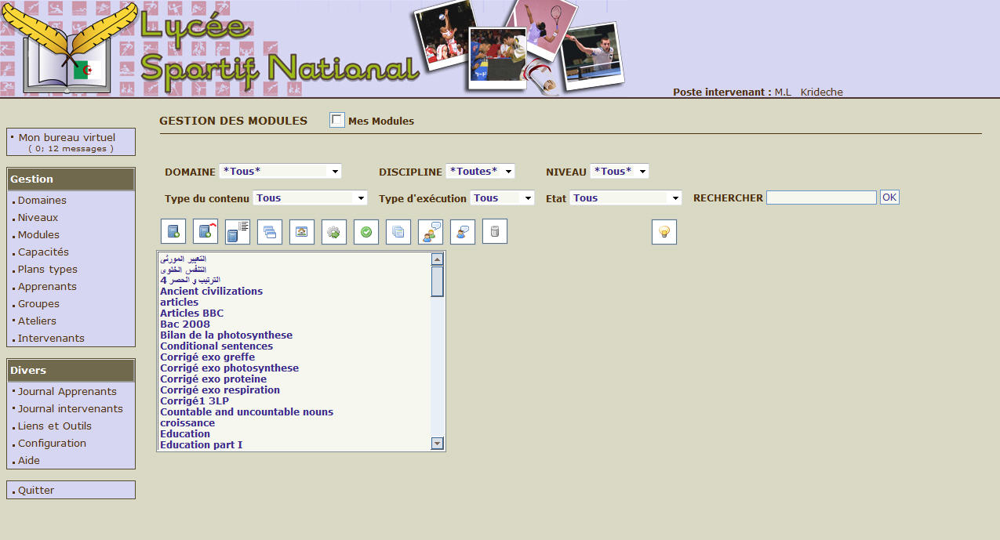 Lycée
Sportif National
Poste intervenant : M.L Krideche
GESTION DES MODULES Mes Modules
Mon bureau virtuel
( 0; 12 messages )
Gestion
Domaines
Niveaux
Modules
Capacités
Plans types
Apprenants
Groupes
Ateliers
Intervenants
Divers
Journal Apprenants
Journal intervenants
Liens et Outils
Configuration
Aide
Quitter
DOMAINE *Tous* DISCIPLINE *Toutes* NIVEAU *Tous*
Type du contenu Tous Type d'exécution Tous Etat Tous RECHERCHER OK
التعبير المورثى
التنفس الخلوى
الترتيب و الحصر 4
Ancient civilizations
articles
Articles BBC
Bac 2008
Bilan de la photosynthese
Conditional sentences
Corrigé exo greffe
Corrigé exo photosynthese
Corrigé exo proteine
Corrigé exo respiration
Corrigé1 3LP
Countable and uncountable nouns
croissance
Education
Education part I